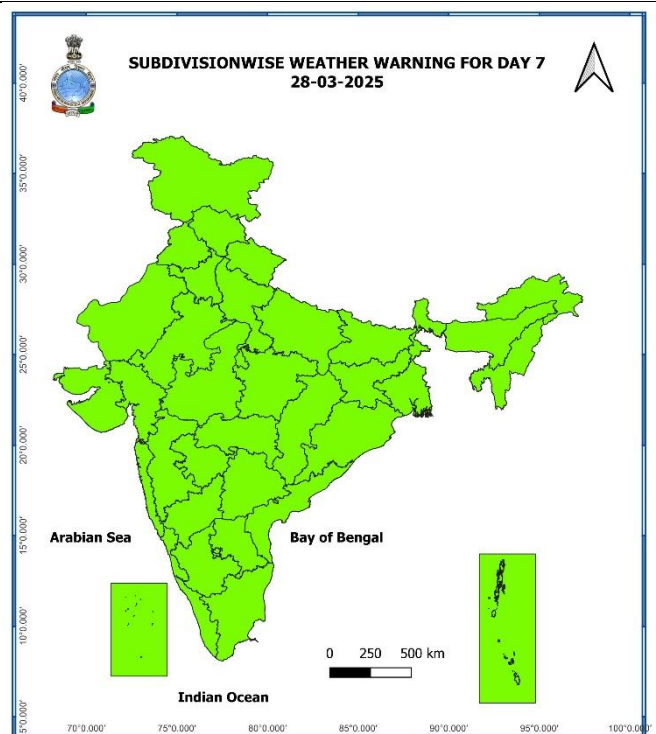 SUBDIVISIONWISE WEATHER WARNING FOR DAY 7
28-03-2025
40°0.000'
35°0.000'
30°0.000'
25°0.000'
20°0.000'
15°0.000'
10°0.000'
5°0.000'
Arabian Sea
Bay of Bengal
0 250 500 km
Indian Ocean
70°0.000' 75°0.000' 80°0.000' 85°0.000' 90°0.000' 95°0.000' 100°0.000'